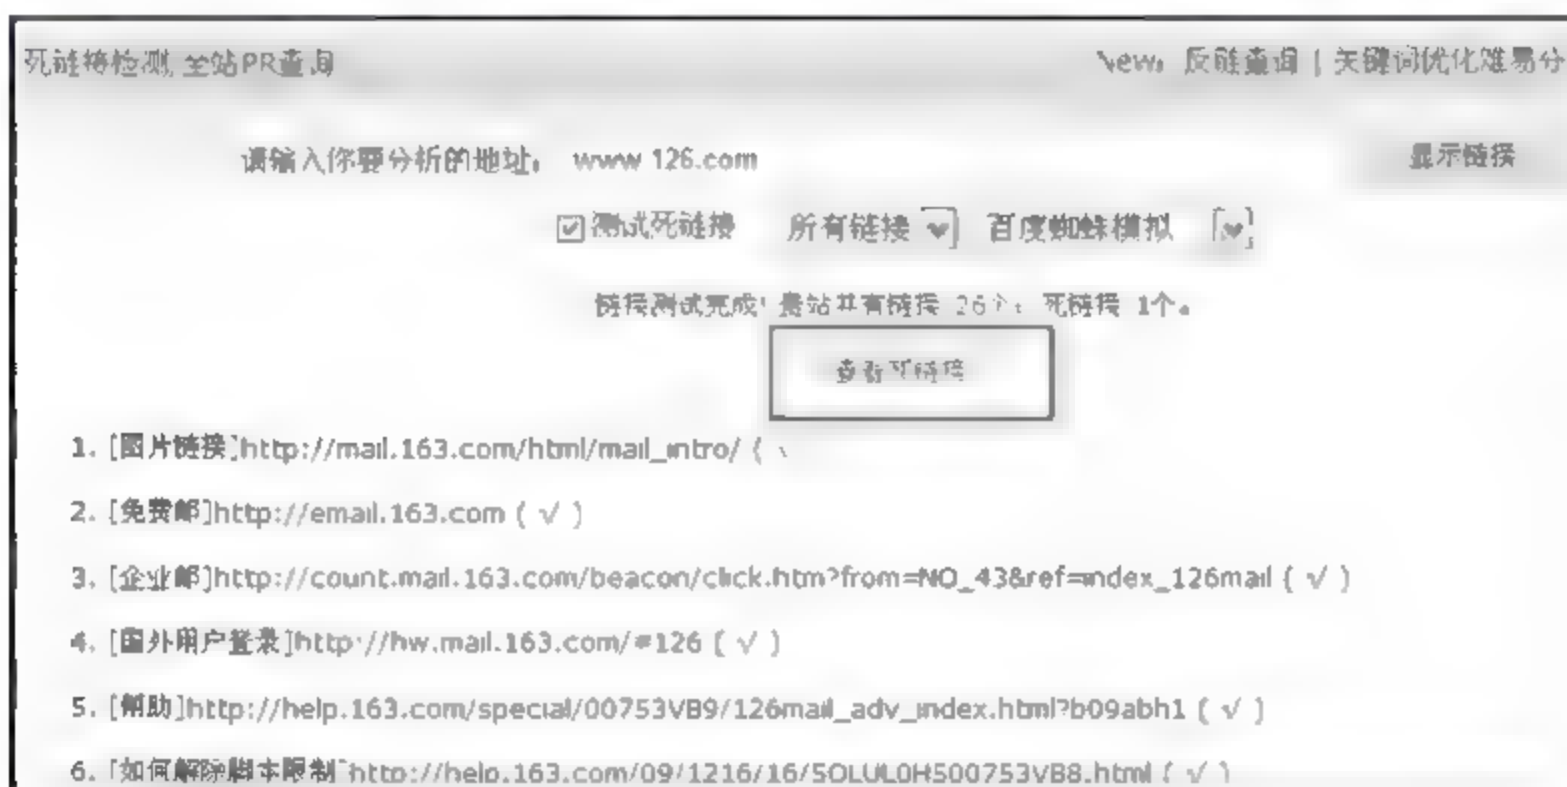 死链接检测,全站PR查询
New: 反链查询 | 关键词优化难易分
请输入你要分析的地址: www.126.com 显示链接
测试死链接 所有链接 百度蜘蛛模拟
链接测试完成! 贵站共有链接 26个; 死链接 1个。
查看死链接
1. [图片链接]http://mail.163.com/html/mail_intro/ ( √
2. [免费邮]http://email.163.com ( √ )
3. [企业邮]http://count.mail.163.com/beacon/click.htm?from=NO_43&ref=index_126mail ( √ )
4. [国外用户登录]http://hw.mail.163.com/#126 ( √ )
5. [帮助]http://help.163.com/special/00753VB9/126mail_adv_index.html?b09abh1 ( √ )
6. [如何解除脚本限制]http://help.163.com/09/1216/16/5OLUL0H500753VB8.html ( √ )